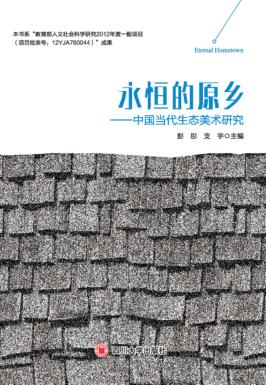 本书系“教育部人文社会科学研究2012年度一般项目
（项目批准号：12YJA760044）”成果
Eternal Hometown
永恒的原乡
——中国当代生态美术研究
彭 肜 支 宇 主编
四川大学出版社